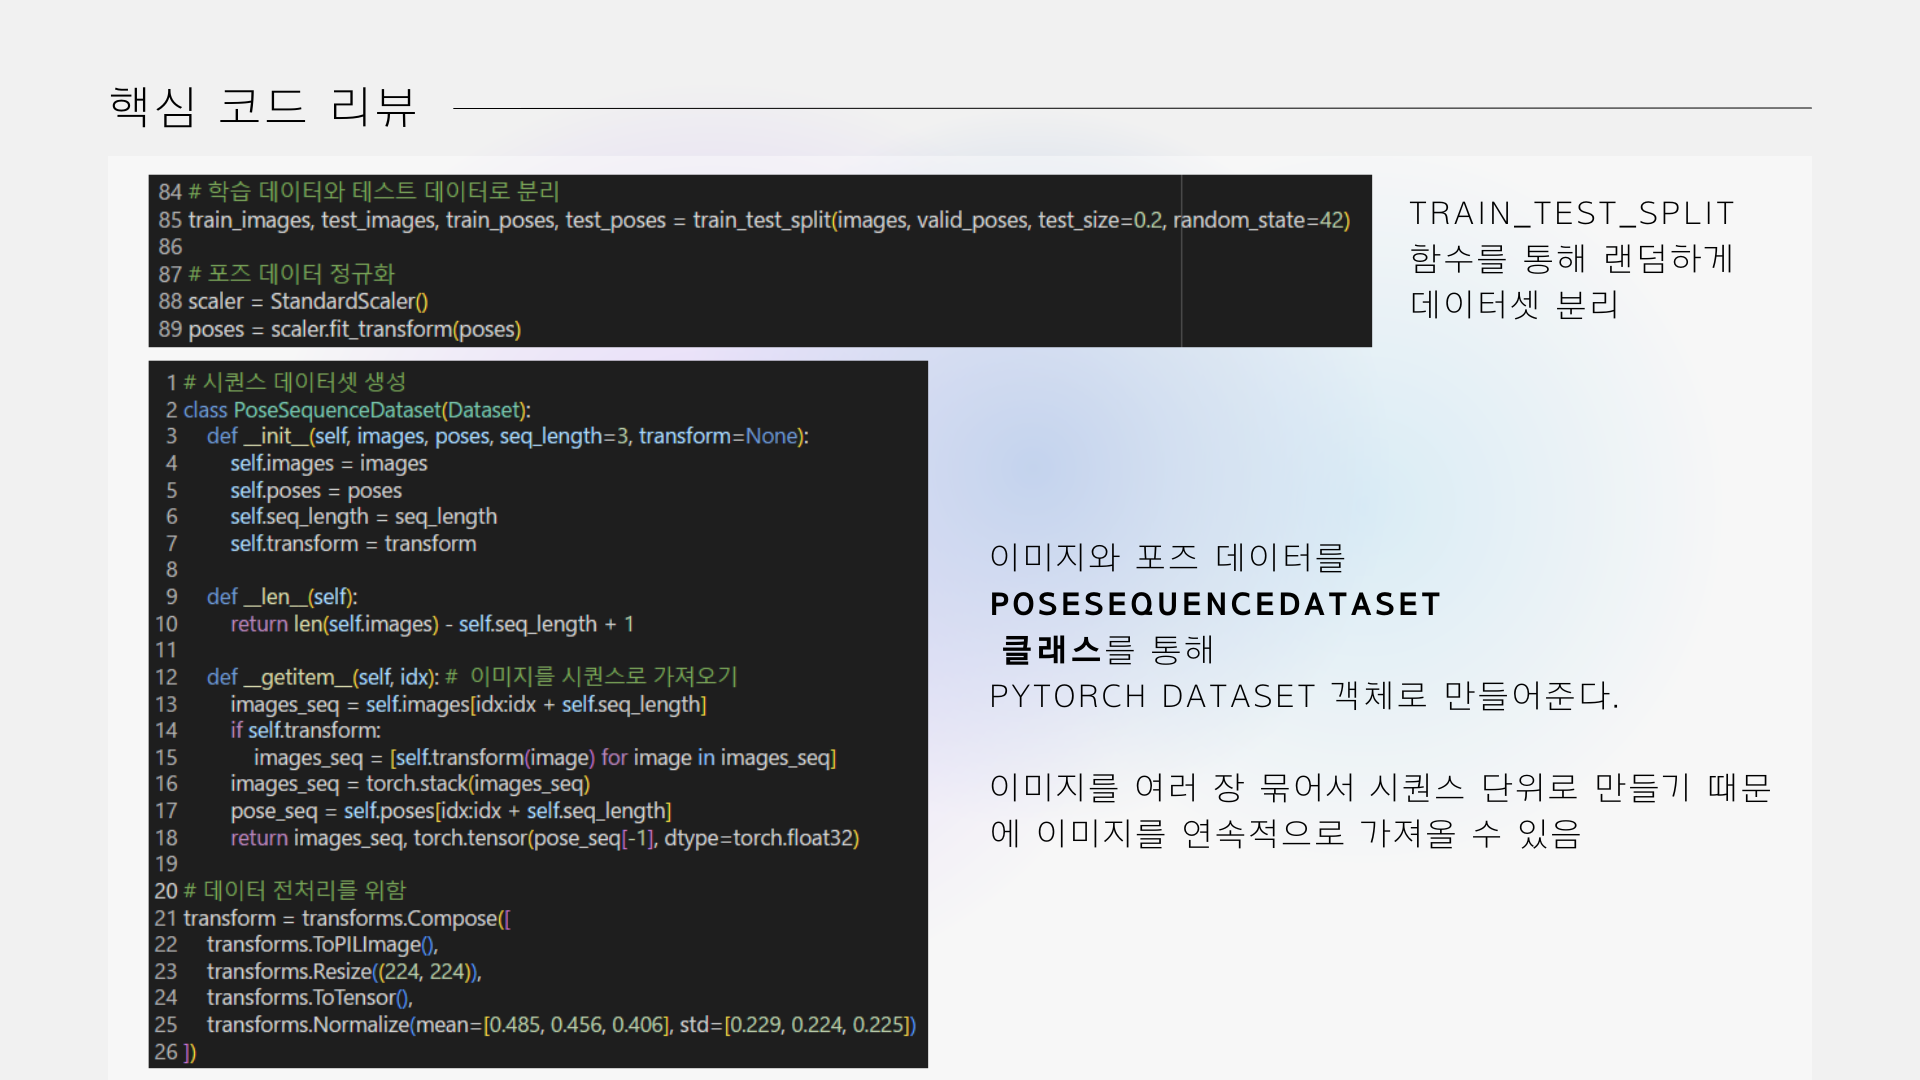 핵심 코드 리뷰
84 # 학습 데이터와 테스트 데이터로 분리
85 train_images, test_images, train_poses, test_poses = train_test_split(images, valid_poses, test_size=0.2, random_state=42)
86
87 # 포즈 데이터 정규화
88 scaler = StandardScaler()
89 poses = scaler.fit_transform(poses)
TRAIN_TEST_SPLIT
함수를 통해 랜덤하게
데이터셋 분리
1 # 시퀀스 데이터셋 생성
2 class PoseSequenceDataset(Dataset):
3     def __init__(self, images, poses, seq_length=3, transform=None):
4         self.images = images
5         self.poses = poses
6         self.seq_length = seq_length
7         self.transform = transform
8
9     def __len__(self):
10         return len(self.images) - self.seq_length + 1
11
12     def __getitem__(self, idx): #  이미지를 시퀀스로 가져오기
13         images_seq = self.images[idx:idx + self.seq_length]
14         if self.transform:
15             images_seq = [self.transform(image) for image in images_seq]
16         images_seq = torch.stack(images_seq)
17         pose_seq = self.poses[idx:idx + self.seq_length]
18         return images_seq, torch.tensor(pose_seq[-1], dtype=torch.float32)
19
20 # 데이터 전처리를 위함
21 transform = transforms.Compose([
22     transforms.ToPILImage(),
23     transforms.Resize((224, 224)),
24     transforms.ToTensor(),
25     transforms.Normalize(mean=[0.485, 0.456, 0.406], std=[0.229, 0.224, 0.225])
26 ])
이미지와 포즈 데이터를
POSESEQUENCEDATASET
클래스를 통해
PYTORCH DATASET 객체로 만들어준다.
이미지를 여러 장 묶어서 시퀀스 단위로 만들기 때문
에 이미지를 연속적으로 가져올 수 있음